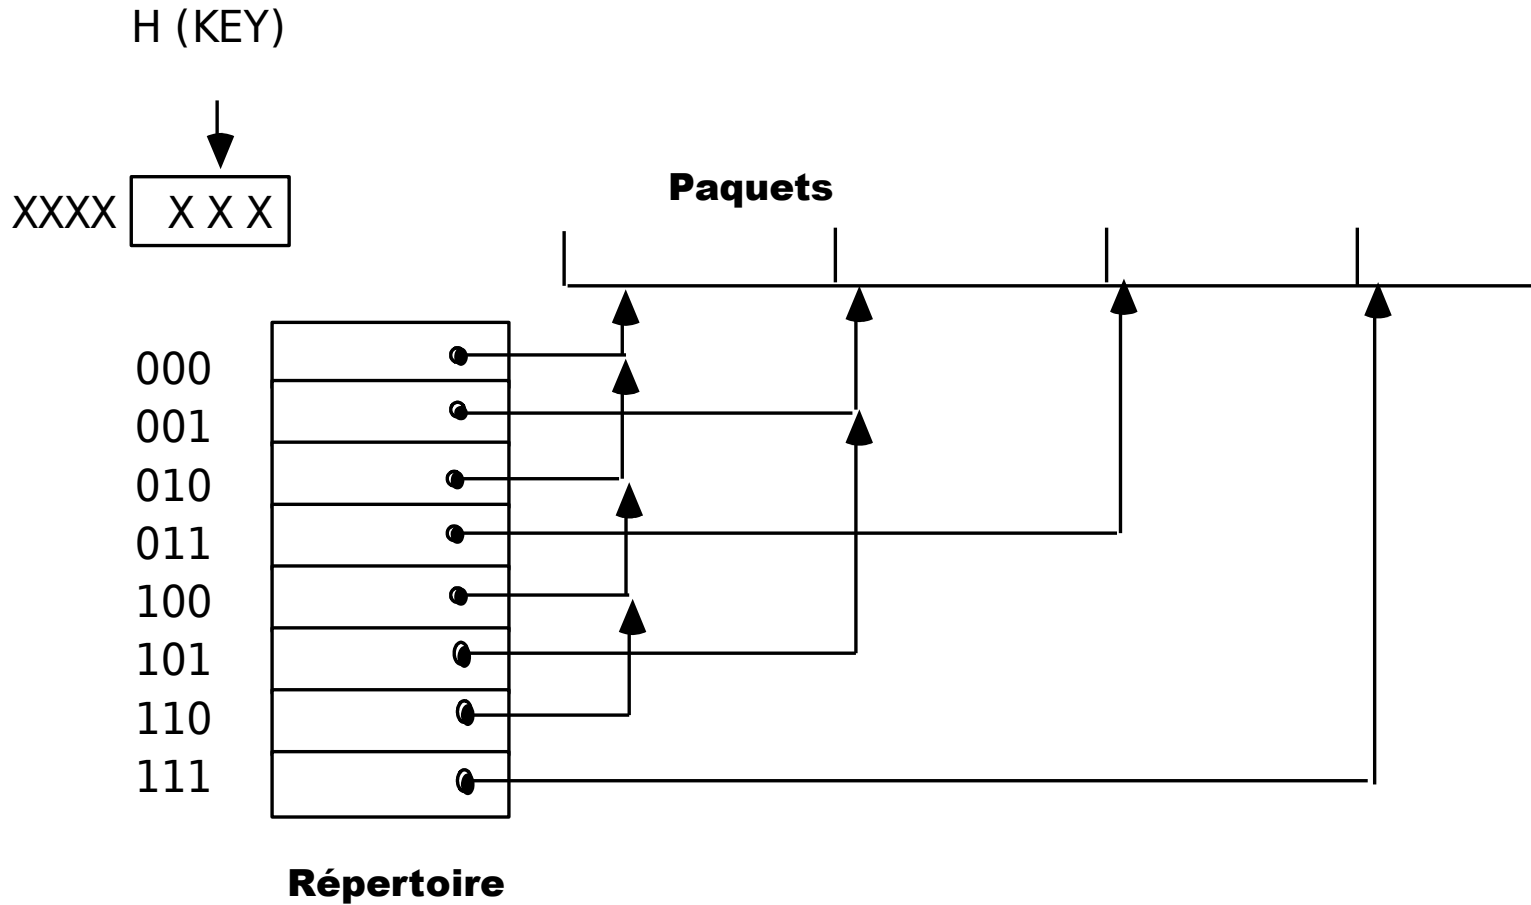 H (KEY)
XXXX X X X
Paquets
000
001
010
011
100
101
110
111
Répertoire